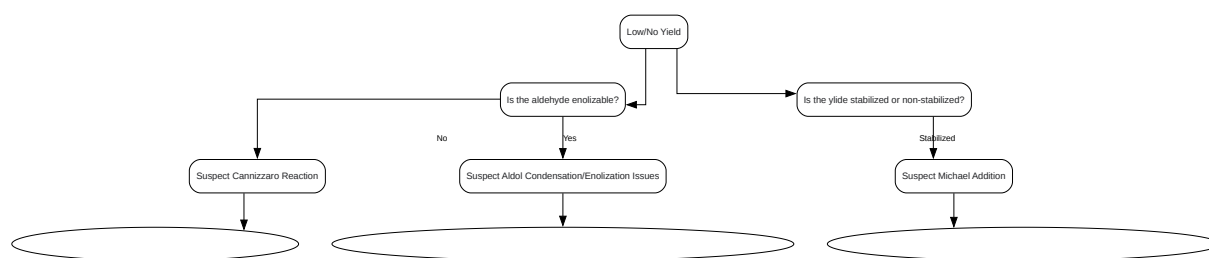 Low/No Yield
Is the aldehyde enolizable?
Is the ylide stabilized or non-stabilized?
No
Yes
Stabilized
Suspect Cannizzaro Reaction
Suspect Aldol Condensation/Enolization Issues
Suspect Michael Addition